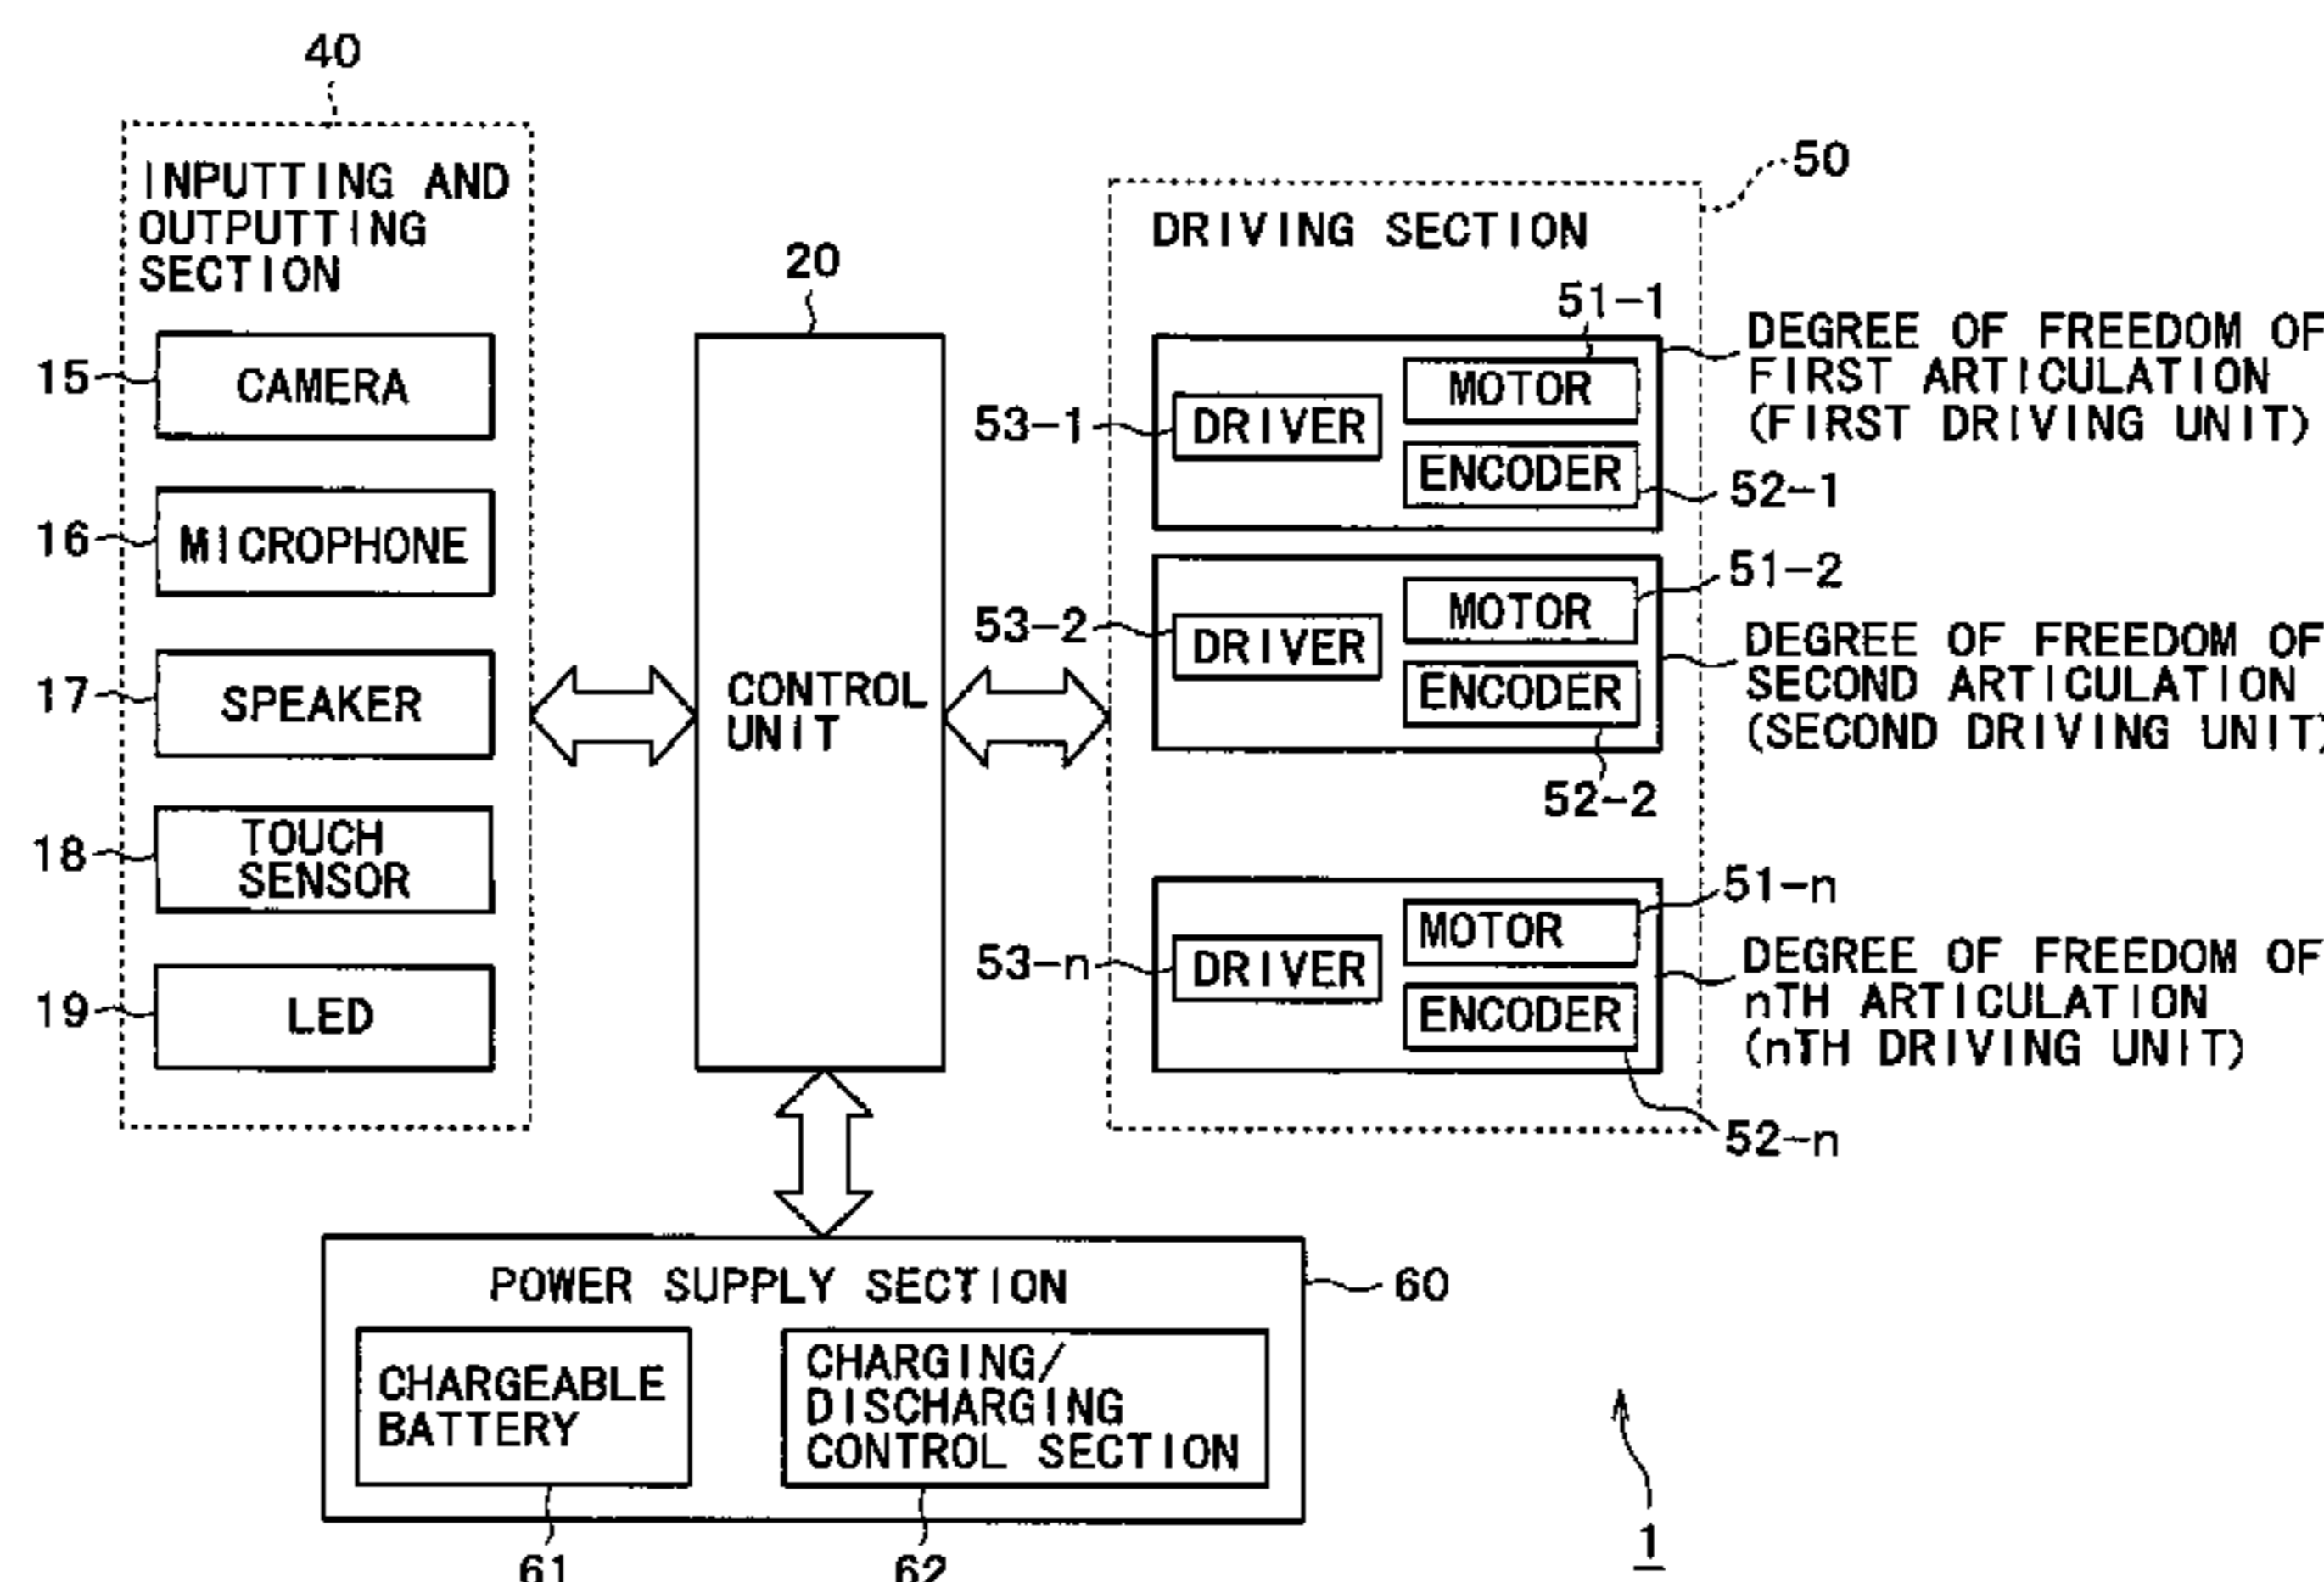 40
INPUTTING AND
OUTPUTTING
SECTION
15
CAMERA
16
MICROPHONE
17
SPEAKER
18
TOUCH
SENSOR
19
LED
20
CONTROL
UNIT
50
DRIVING SECTION
51-1
53-1
DRIVER
MOTOR
ENCODER
52-1
DEGREE OF FREEDOM OF
FIRST ARTICULATION
(FIRST DRIVING UNIT)
51-2
53-2
DRIVER
MOTOR
ENCODER
52-2
DEGREE OF FREEDOM OF
SECOND ARTICULATION
(SECOND DRIVING UNIT)
51-n
53-n
DRIVER
MOTOR
ENCODER
52-n
DEGREE OF FREEDOM OF
nTH ARTICULATION
(nTH DRIVING UNIT)
POWER SUPPLY SECTION
60
CHARGEABLE
BATTERY
CHARGING/
DISCHARGING
CONTROL SECTION
61
62
1